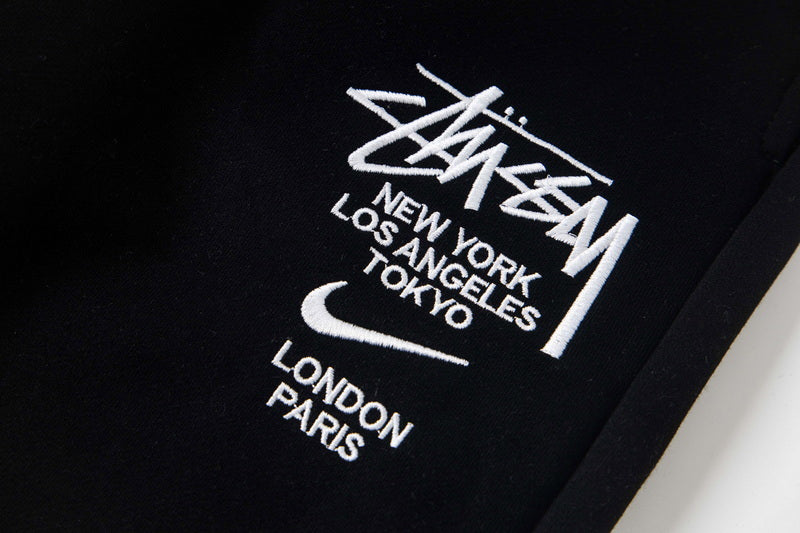 STÜSSY
NEW YORK
LOS ANGELES
TOKYO
LONDON
PARIS